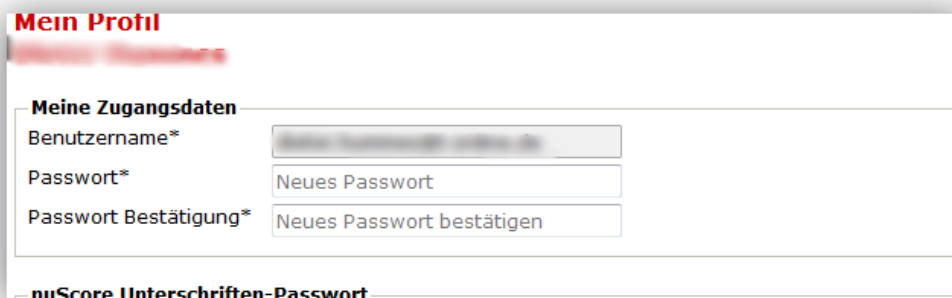 Mein Profil
Meine Zugangsdaten
Benutzername*
Passwort* Neues Passwort
Passwort Bestätigung* Neues Passwort bestätigen
nuScore Unterschriften-Passwort